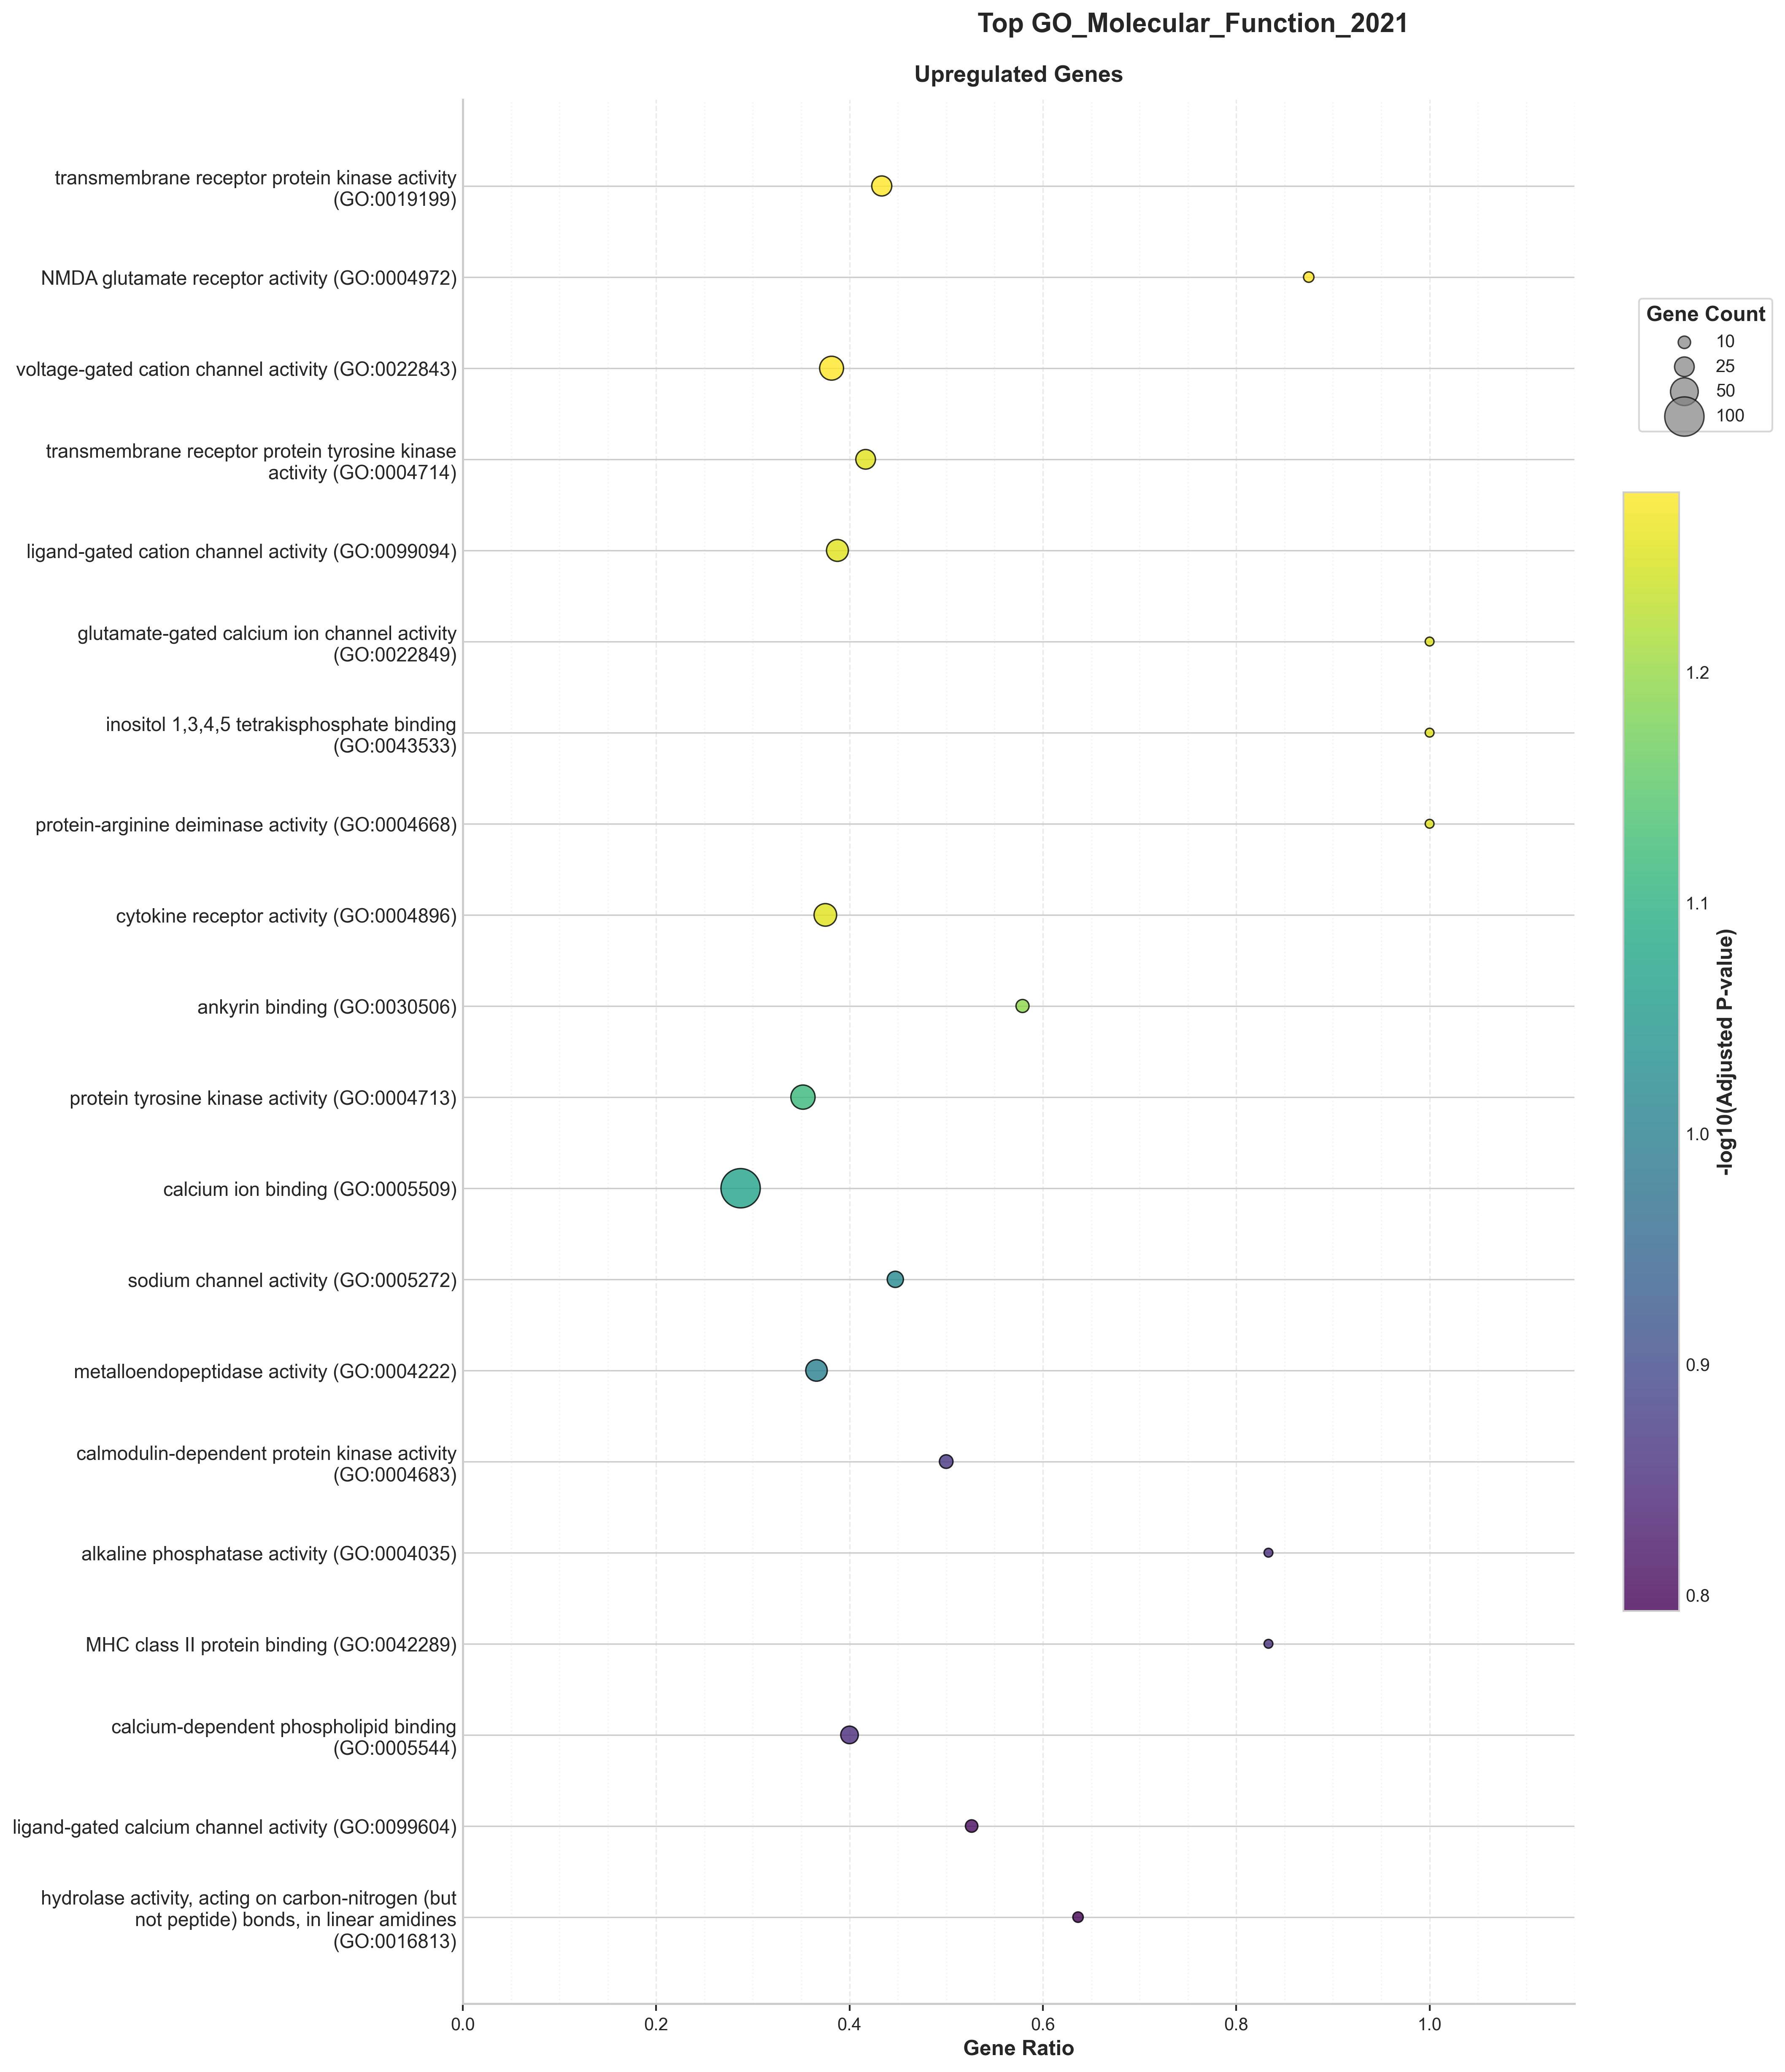 Top GO_Molecular_Function_2021
Upregulated Genes
transmembrane receptor protein kinase activity
(GO:0019199)
NMDA glutamate receptor activity (GO:0004972)
voltage-gated cation channel activity (GO:0022843)
transmembrane receptor protein tyrosine kinase
activity (GO:0004714)
ligand-gated cation channel activity (GO:0099094)
glutamate-gated calcium ion channel activity
(GO:0022849)
inositol 1,3,4,5 tetrakisphosphate binding
(GO:0043533)
protein-arginine deiminase activity (GO:0004668)
cytokine receptor activity (GO:0004896)
ankyrin binding (GO:0030506)
protein tyrosine kinase activity (GO:0004713)
calcium ion binding (GO:0005509)
sodium channel activity (GO:0005272)
metalloendopeptidase activity (GO:0004222)
calmodulin-dependent protein kinase activity
(GO:0004683)
alkaline phosphatase activity (GO:0004035)
MHC class II protein binding (GO:0042289)
calcium-dependent phospholipid binding
(GO:0005544)
ligand-gated calcium channel activity (GO:0099604)
hydrolase activity, acting on carbon-nitrogen (but
not peptide) bonds, in linear amidines
(GO:0016813)
0.0
0.2
0.4
0.6
0.8
1.0
Gene Ratio
Gene Count
10
25
50
100
1.2
1.1
1.0
0.9
0.8
-log10(Adjusted P-value)